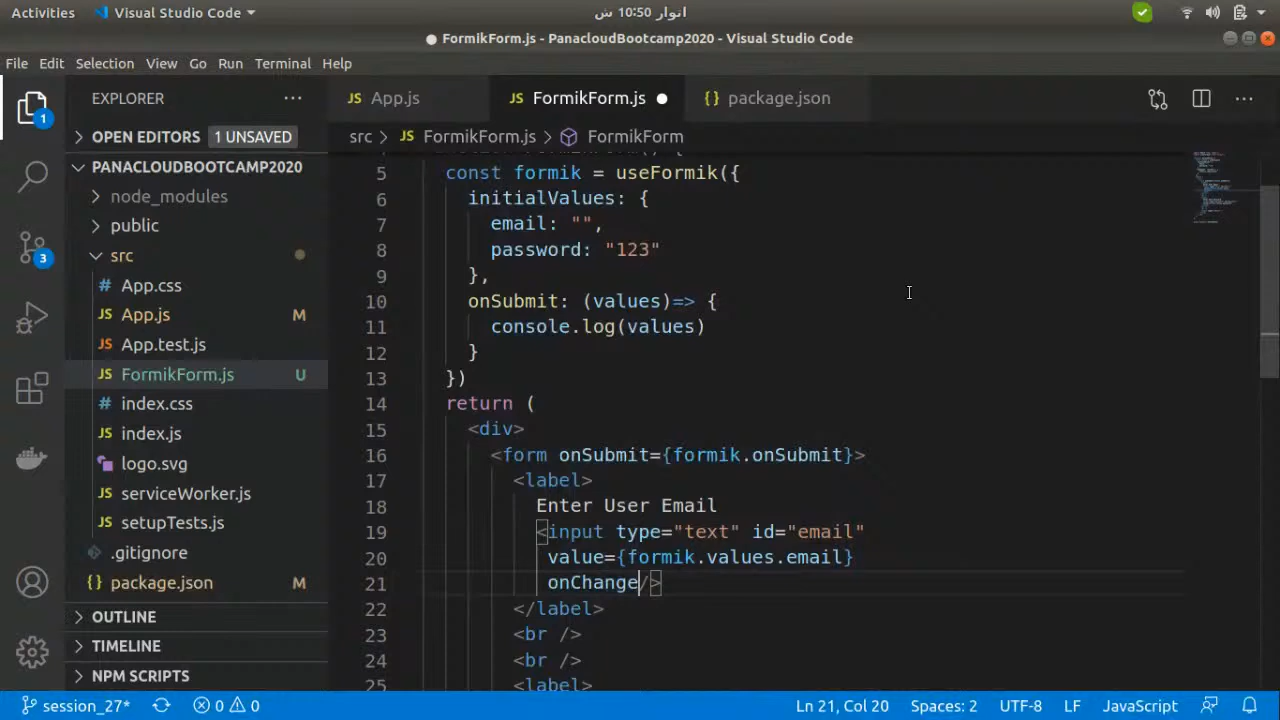 Activities
Visual Studio Code
اتوار 10:50 ش
● FormikForm.js - PanacloudBootcamp2020 - Visual Studio Code
File Edit Selection View Go Run Terminal Help
EXPLORER
JS App.js
JS FormikForm.js ●
{} package.json
OPEN EDITORS 1 UNSAVED
src > JS FormikForm.js > FormikForm
PANACLOUDBOOTCAMP2020
node_modules
public
src
# App.css
JS App.js M
JS App.test.js
JS FormikForm.js U
# index.css
JS index.js
logo.svg
JS serviceWorker.js
JS setupTests.js
.gitignore
{} package.json M
OUTLINE
TIMELINE
NPM SCRIPTS
1
3
5 const formik = useFormik({
6 initialValues: {
7 email: "",
8 password: "123"
9 },
10 onSubmit: (values)=> {
11 console.log(values)
12 }
13 })
14 return (
15 <div>
16 <form onSubmit={formik.onSubmit}>
17 <label>
18 Enter User Email
19 <input type="text" id="email"
20 value={formik.values.email}
21 onChange/>
22 </label>
23 <br />
24 <br />
25 <label>
session_27* 0 0 Ln 21, Col 20 Spaces: 2 UTF-8 LF JavaScript